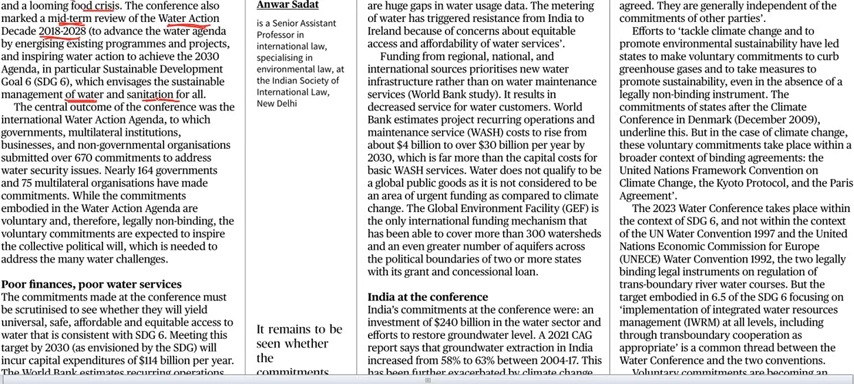 and a looming food crisis. The conference also
marked a mid-term review of the Water Action
Decade 2018-2028 (to advance the water agenda
by energising existing programmes and projects,
and inspiring water action to achieve the 2030
Agenda, in particular Sustainable Development
Goal 6 (SDG 6), which envisages the sustainable
management of water and sanitation for all.
The central outcome of the conference was the
international Water Action Agenda, to which
governments, multilateral institutions,
businesses, and non-governmental organisations
submitted over 670 commitments to address
water security issues. Nearly 164 governments
and 75 multilateral organisations have made
commitments. While the commitments
embodied in the Water Action Agenda are
voluntary and, therefore, legally non-binding, the
voluntary commitments are expected to inspire
the collective political will, which is needed to
address the many water challenges.
Poor finances, poor water services
The commitments made at the conference must
be scrutinised to see whether they will yield
universal, safe, affordable and equitable access to
water that is consistent with SDG 6. Meeting this
target by 2030 (as envisioned by the SDG) will
incur capital expenditures of $114 billion per year.
The World Bank estimates recurring operations
Anwar Sadat
is a Senior Assistant
Professor in
international law,
specialising in
environmental law, at
the Indian Society of
International Law,
New Delhi
It remains to be
seen whether
the
commitments
are huge gaps in water usage data. The metering
of water has triggered resistance from India to
Ireland because of concerns about equitable
access and affordability of water services'.
Funding from regional, national, and
international sources prioritises new water
infrastructure rather than on water maintenance
services (World Bank study). It results in
decreased service for water customers. World
Bank estimates project recurring operations and
maintenance service (WASH) costs to rise from
about $4 billion to over $30 billion per year by
2030, which is far more than the capital costs for
basic WASH services. Water does not qualify to be
a global public goods as it is not considered to be
an area of urgent funding as compared to climate
change. The Global Environment Facility (GEF) is
the only international funding mechanism that
has been able to cover more than 300 watersheds
and an even greater number of aquifers across
the political boundaries of two or more states
with its grant and concessional loan.
India at the conference
India's commitments at the conference were: an
investment of $240 billion in the water sector and
efforts to restore groundwater level. A 2021 CAG
report says that groundwater extraction in India
increased from 58% to 63% between 2004-17. This
has been further exacerbated by climate change
agreed. They are generally independent of the
commitments of other parties'.
Efforts to 'tackle climate change and to
promote environmental sustainability have led
states to make voluntary commitments to curb
greenhouse gases and to take measures to
promote sustainability, even in the absence of a
legally non-binding instrument. The
commitments of states after the Climate
Conference in Denmark (December 2009),
underline this. But in the case of climate change,
these voluntary commitments take place within a
broader context of binding agreements: the
United Nations Framework Convention on
Climate Change, the Kyoto Protocol, and the Paris
Agreement'.
The 2023 Water Conference takes place within
the context of SDG 6, and not within the context
of the UN Water Convention 1997 and the United
Nations Economic Commission for Europe
(UNECE) Water Convention 1992, the two legally
binding legal instruments on regulation of
trans-boundary river water courses. But the
target embodied in 6.5 of the SDG 6 focusing on
'implementation of integrated water resources
management (IWRM) at all levels, including
through transboundary cooperation as
appropriate' is a common thread between the
Water Conference and the two conventions.
Voluntary commitments are becoming an